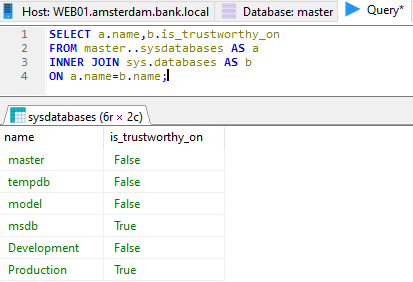 Host: WEB01.amsterdam.bank.local Database: master Query*
1 SELECT a.name,b.is_trustworthy_on
2 FROM master..sysdatabases AS a
3 INNER JOIN sys.databases AS b
4 ON a.name=b.name;
sysdatabases (6r × 2c)
name is_trustworthy_on
master False
tempdb False
model False
msdb True
Development False
Production True